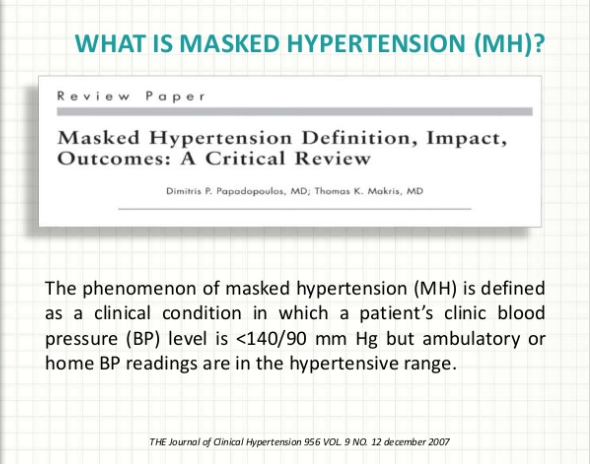 WHAT IS MASKED HYPERTENSION (MH)?
Review Paper
Masked Hypertension Definition, Impact,
Outcomes: A Critical Review
Dimitris P. Papadopoulos, MD; Thomas K. Makris, MD
The phenomenon of masked hypertension (MH) is defined
as a clinical condition in which a patient's clinic blood
pressure (BP) level is <140/90 mm Hg but ambulatory or
home BP readings are in the hypertensive range.
THE Journal of Clinical Hypertension 956 VOL. 9 NO. 12 december 2007